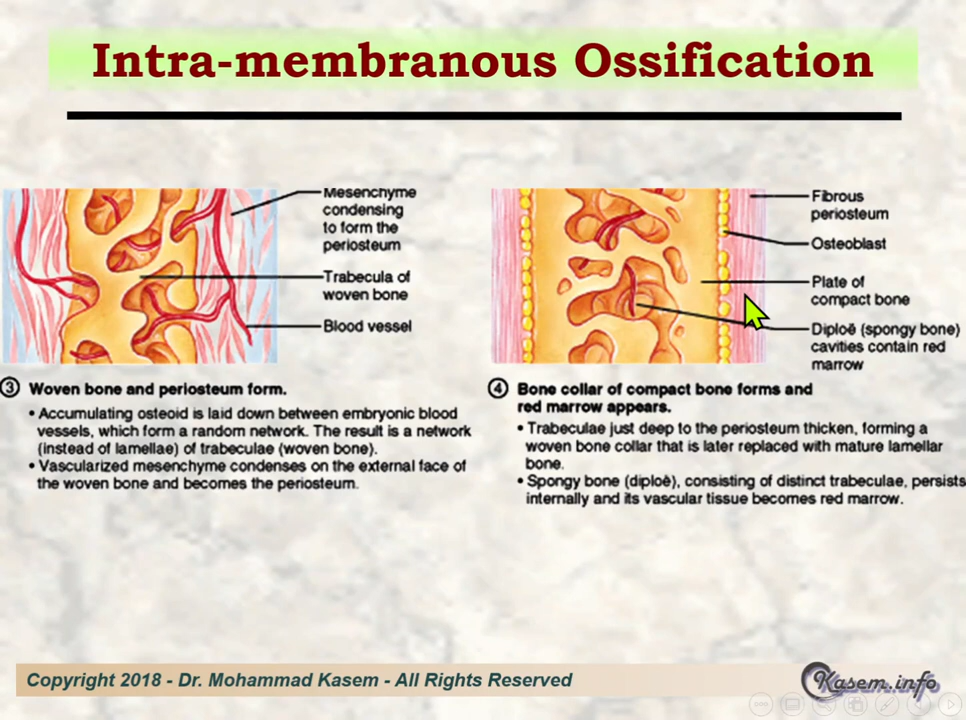 Intra-membranous Ossification
Mesenchyme
condensing
to form the
periosteum
Trabecula of
woven bone
Blood vessel
Fibrous
periosteum
Osteoblast
Plate of
compact bone
Diploë (spongy bone)
cavities contain red
marrow
③ Woven bone and periosteum form.
• Accumulating osteoid is laid down between embryonic blood
vessels, which form a random network. The result is a network
(instead of lamellae) of trabeculae (woven bone).
• Vascularized mesenchyme condenses on the external face of
the woven bone and becomes the periosteum.
④ Bone collar of compact bone forms and
red marrow appears.
• Trabeculae just deep to the periosteum thicken, forming a
woven bone collar that is later replaced with mature lamellar
bone.
• Spongy bone (diploë), consisting of distinct trabeculae, persists
internally and its vascular tissue becomes red marrow.
Copyright 2018 - Dr. Mohammad Kasem - All Rights Reserved
Kasem.info